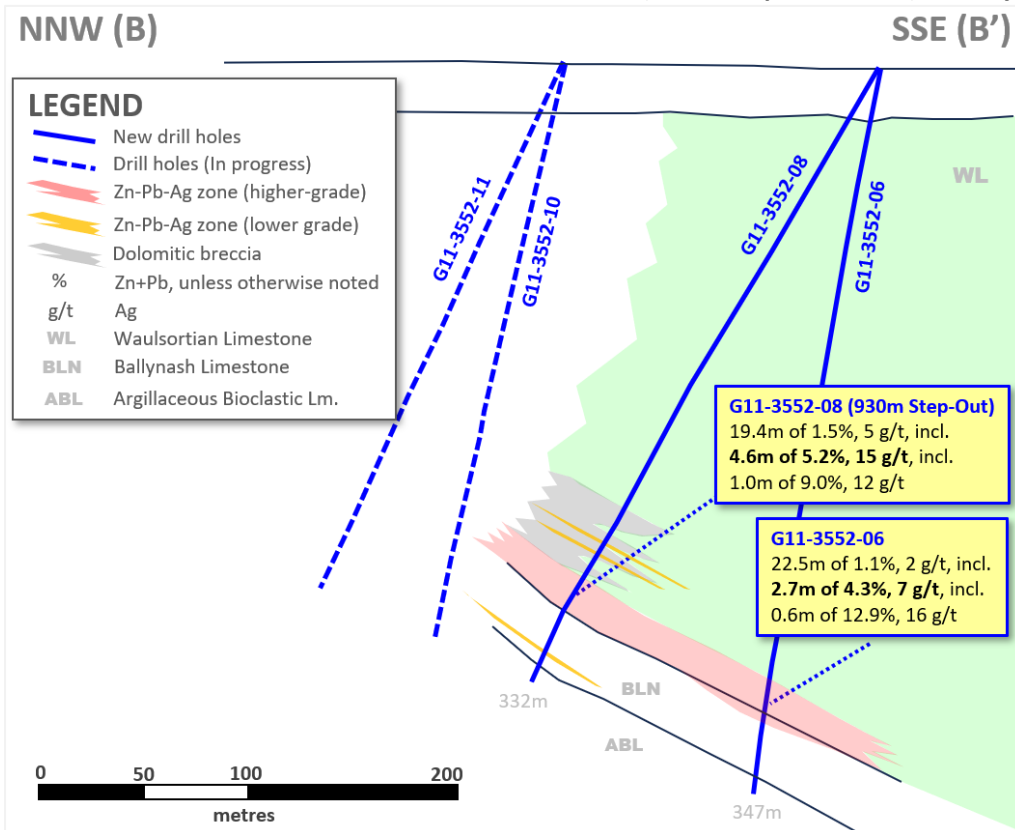 NNW (B)
SSE (B’)
LEGEND
New drill holes
Drill holes (In progress)
Zn-Pb-Ag zone (higher-grade)
Zn-Pb-Ag zone (lower grade)
Dolomitic breccia
% Zn+Pb, unless otherwise noted
g/t Ag
WL Waulsortian Limestone
BLN Ballynash Limestone
ABL Argillaceous Bioclastic Lm.
G11-3552-11
G11-3552-10
G11-3552-08
G11-3552-06
WL
G11-3552-08 (930m Step-Out)
19.4m of 1.5%, 5 g/t, incl.
4.6m of 5.2%, 15 g/t, incl.
1.0m of 9.0%, 12 g/t
G11-3552-06
22.5m of 1.1%, 2 g/t, incl.
2.7m of 4.3%, 7 g/t, incl.
0.6m of 12.9%, 16 g/t
BLN
332m
ABL
347m
0 50 100 200
metres